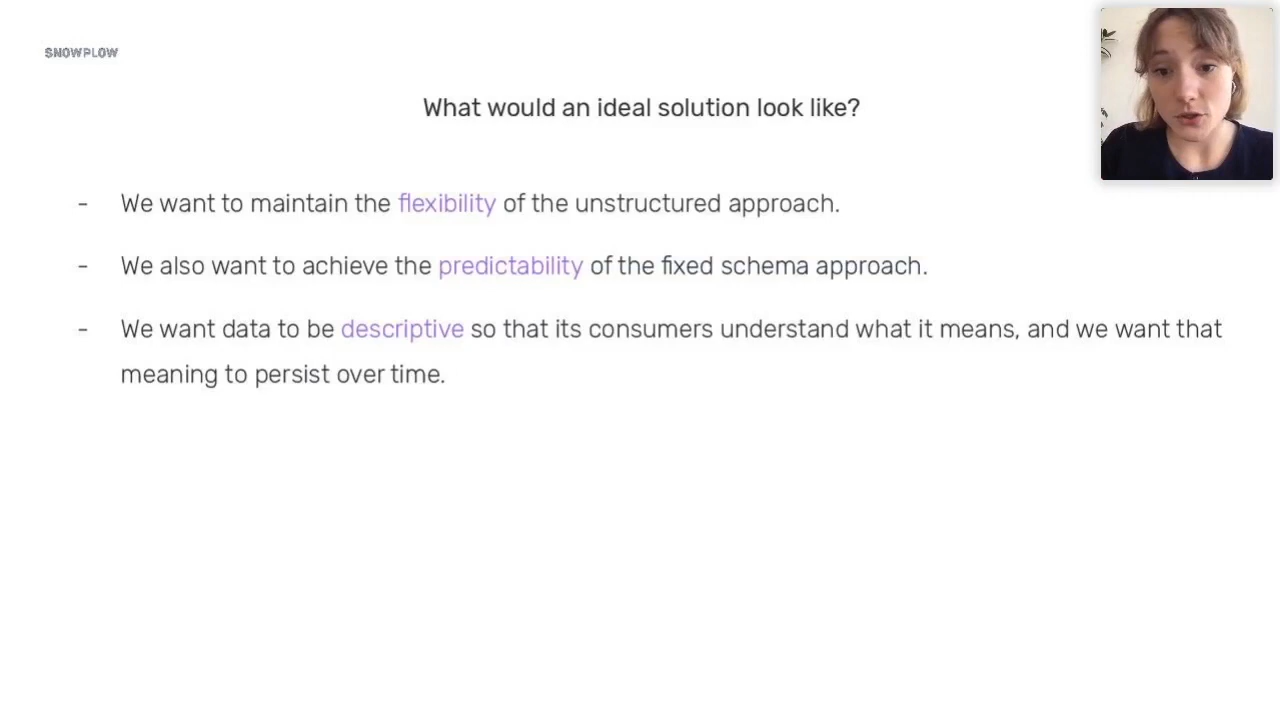 SNOWPLOW
What would an ideal solution look like?
- We want to maintain the flexibility of the unstructured approach.
- We also want to achieve the predictability of the fixed schema approach.
- We want data to be descriptive so that its consumers understand what it means, and we want that
meaning to persist over time.